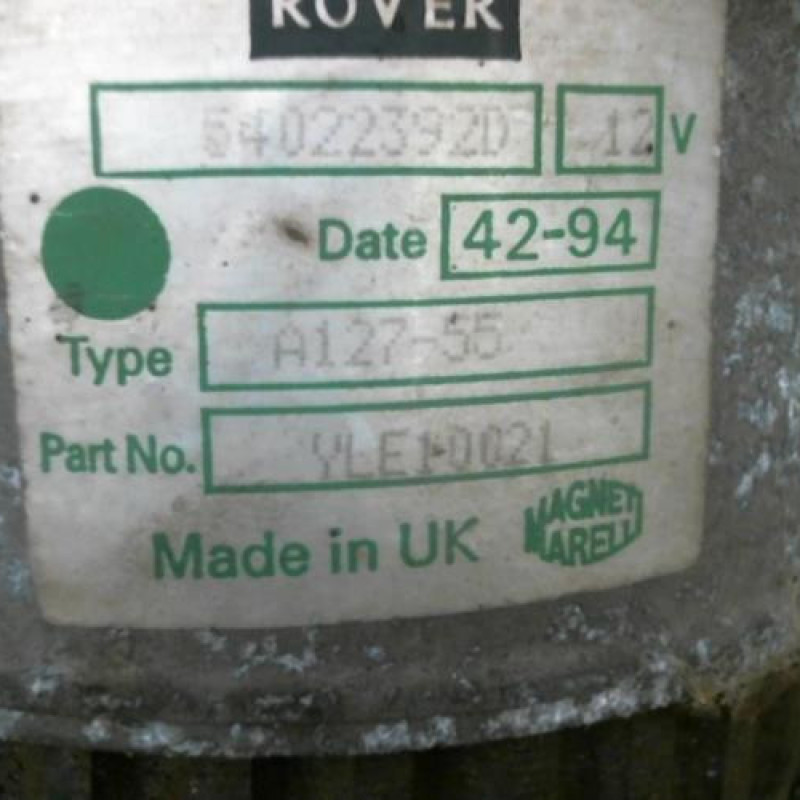 ROVER
54022392D 12 V
Date 42-94
Type A127-55
Part No. YLE10021
Made in UK MAGNETI MARELLI